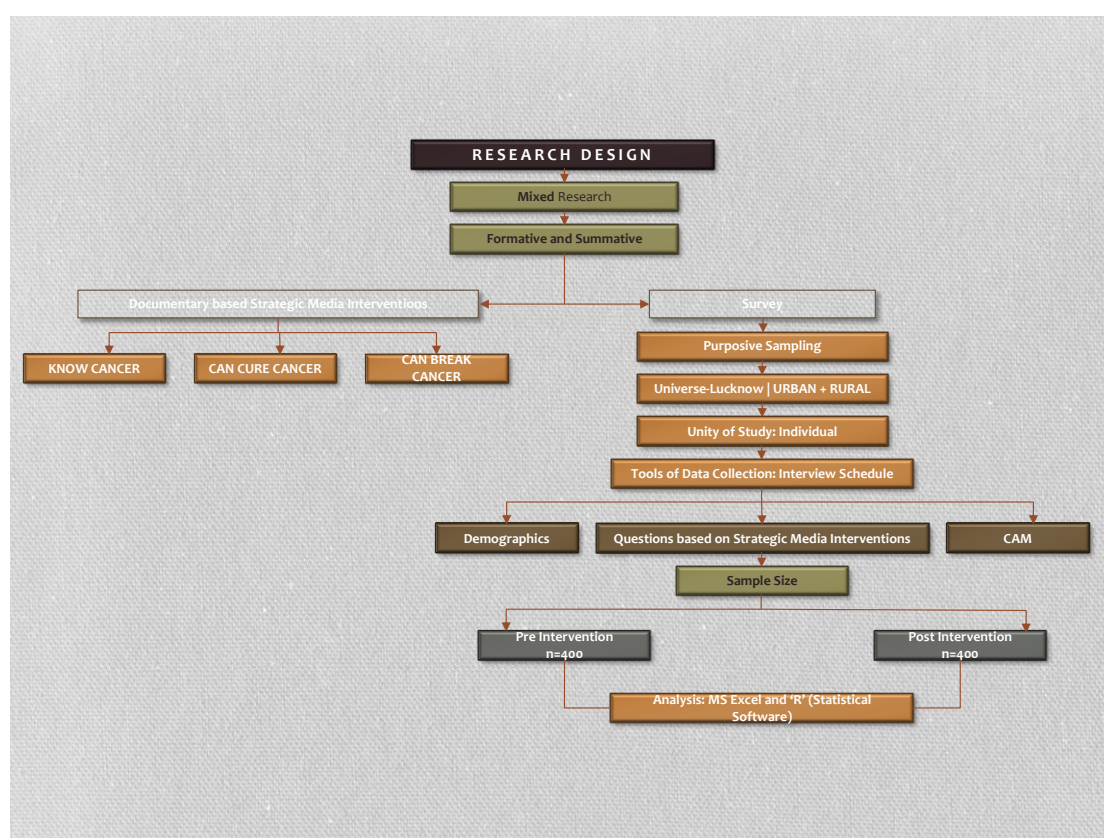 RESEARCH DESIGN
Mixed Research
Formative and Summative
Documentary based Strategic Media Interventions
Survey
KNOW CANCER
CAN CURE CANCER
CAN BREAK
CANCER
Purposive Sampling
Universe-Lucknow | URBAN + RURAL
Unity of Study: Individual
Tools of Data Collection: Interview Schedule
Demographics
Questions based on Strategic Media Interventions
CAM
Sample Size
Pre Intervention
n=400
Post Intervention
n=400
Analysis: MS Excel and ‘R’ (Statistical
Software)